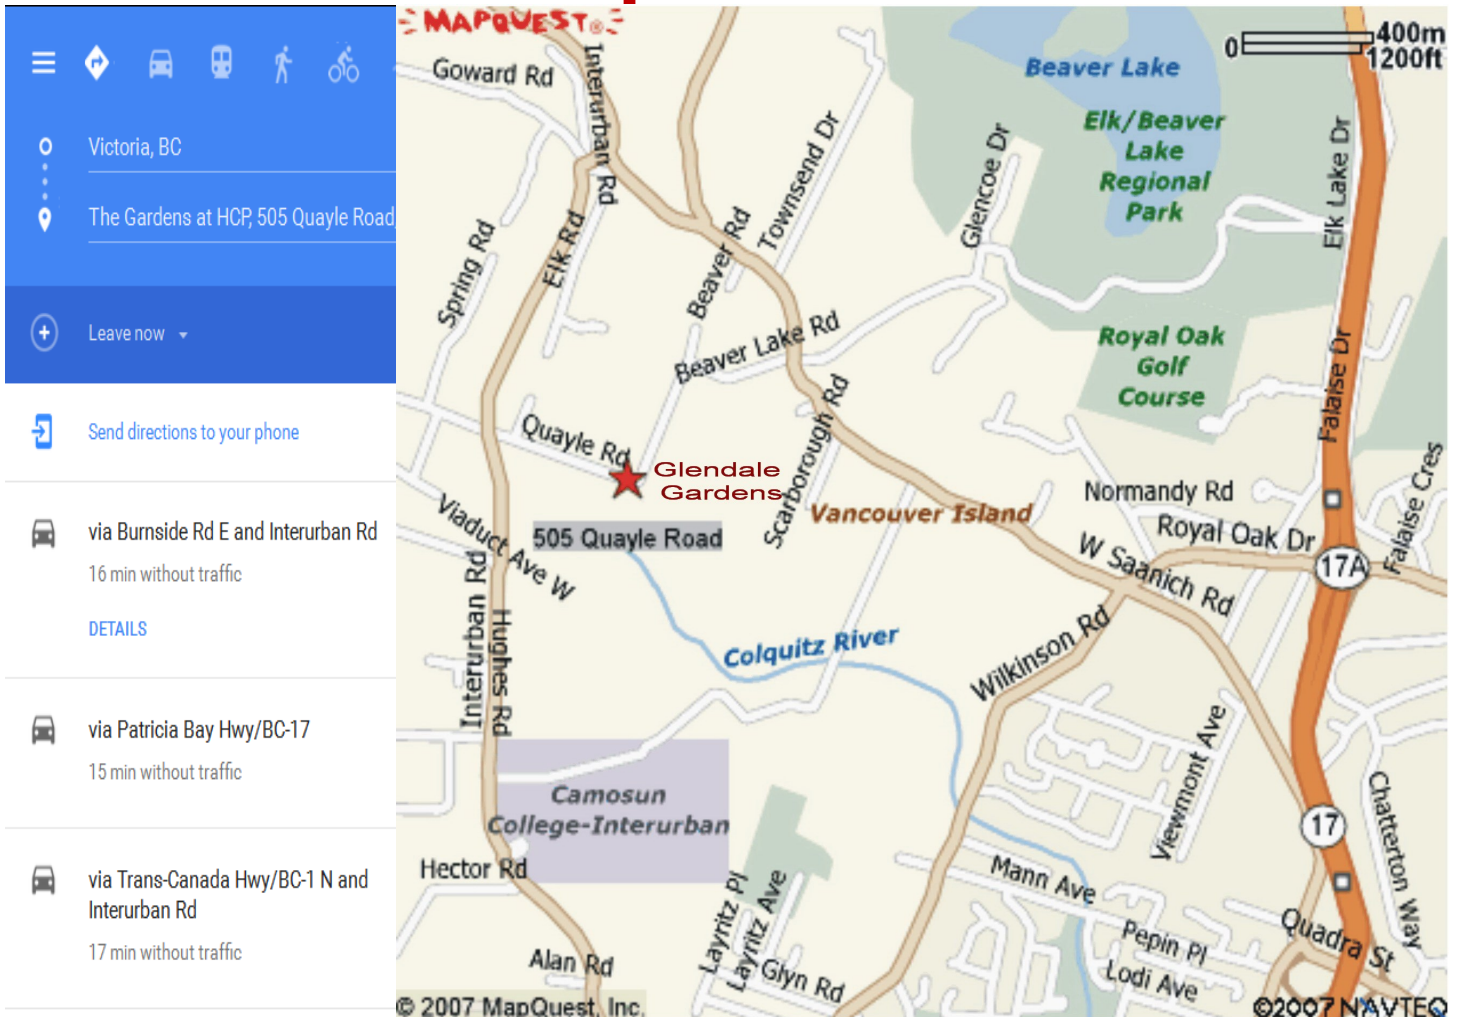 Victoria, BC
The Gardens at HCP, 505 Quayle Road,
Leave now
Send directions to your phone
via Burnside Rd E and Interurban Rd
16 min without traffic
DETAILS
via Patricia Bay Hwy/BC-17
15 min without traffic
via Trans-Canada Hwy/BC-1 N and
Interurban Rd
17 min without traffic
MAPQUEST®
0
400m
1200ft
Goward Rd
Interurban Rd
Beaver Lake
Elk/Beaver
Lake
Regional
Park
Townsend Dr
Glencoe Dr
Elk Lake Dr
Spring Rd
Elk Rd
Beaver Rd
Beaver Lake Rd
Royal Oak
Golf
Course
Falaise Dr
Quayle Rd
Glendale
Gardens
Scarborough Rd
Vancouver Island
Normandy Rd
Royal Oak Dr
Falaise Cres
505 Quayle Road
Viaduct Ave W
W Saanich Rd
17A
Interurban Rd
Hughes Rd
Colquitz River
Wilkinson Rd
Viewmont Ave
Camosun
College-Interurban
17
Chatterton Way
Hector Rd
Mann Ave
Layritz Pl
Layritz Ave
Pepin Pl
Quadra St
Alan Rd
Glyn Rd
Lodi Ave
© 2007 MapQuest, Inc.
©2007 NAVTEQ